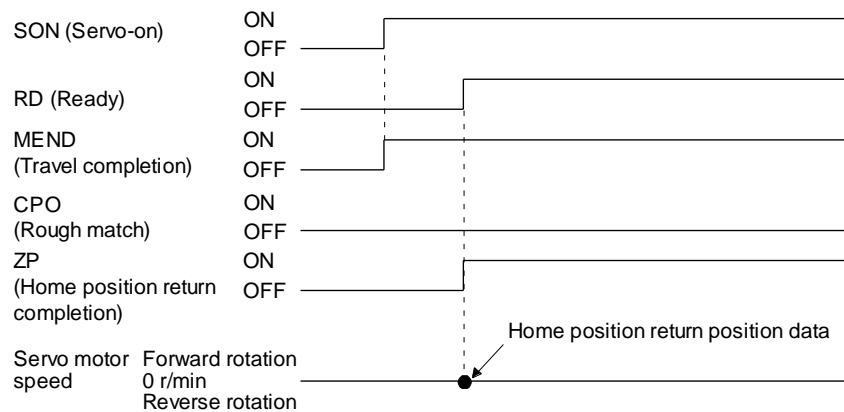 SON (Servo-on)
ON
OFF
RD (Ready)
ON
OFF
MEND
(Travel completion)
ON
OFF
CPO
(Rough match)
ON
OFF
ZP
(Home position return
completion)
ON
OFF
Home position return position data
Servo motor
speed
Forward rotation
0 r/min
Reverse rotation